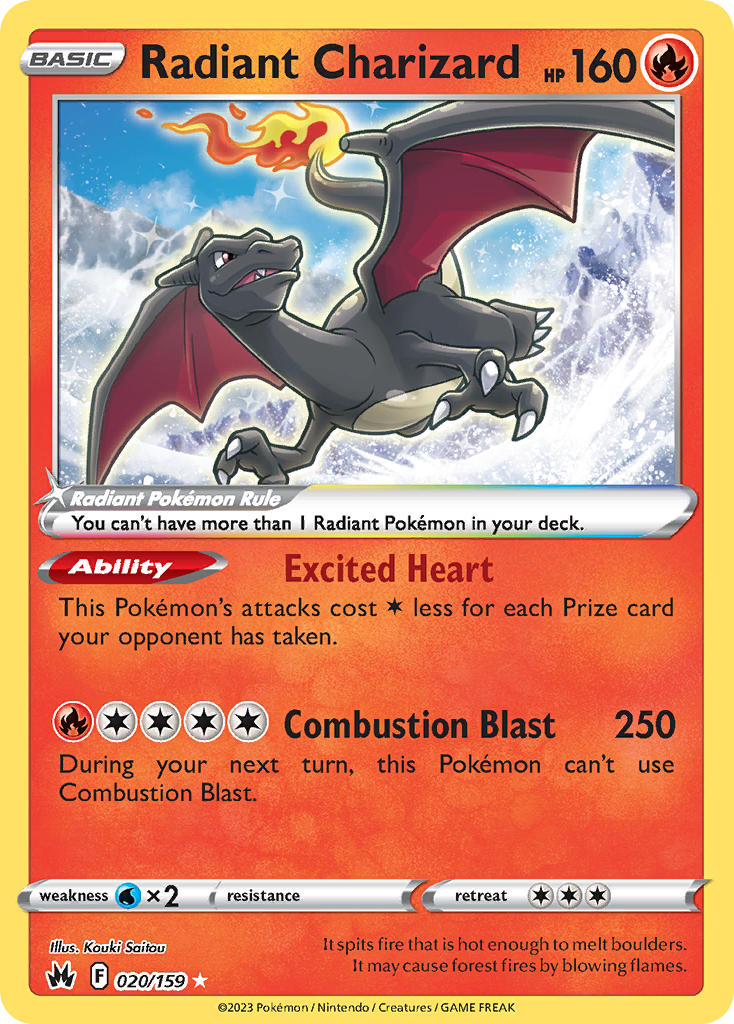 BASIC Radiant Charizard HP 160
Radiant Pokémon Rule
You can't have more than 1 Radiant Pokémon in your deck.
Ability Excited Heart
This Pokémon's attacks cost less for each Prize card
your opponent has taken.
Combustion Blast 250
During your next turn, this Pokémon can't use
Combustion Blast.
weakness ×2 resistance retreat
Illus. Kouki Saitou
It spits fire that is hot enough to melt boulders.
It may cause forest fires by blowing flames.
F 020/159
©2023 Pokémon / Nintendo / Creatures / GAME FREAK